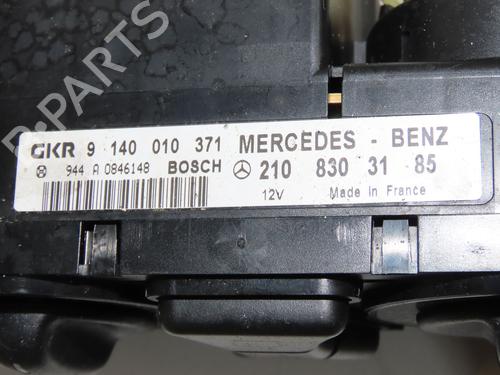 GKR 9 140 010 371 MERCEDES - BENZ
944 A 0846148 BOSCH 210 830 31 85
12V Made in France
B-PARTS